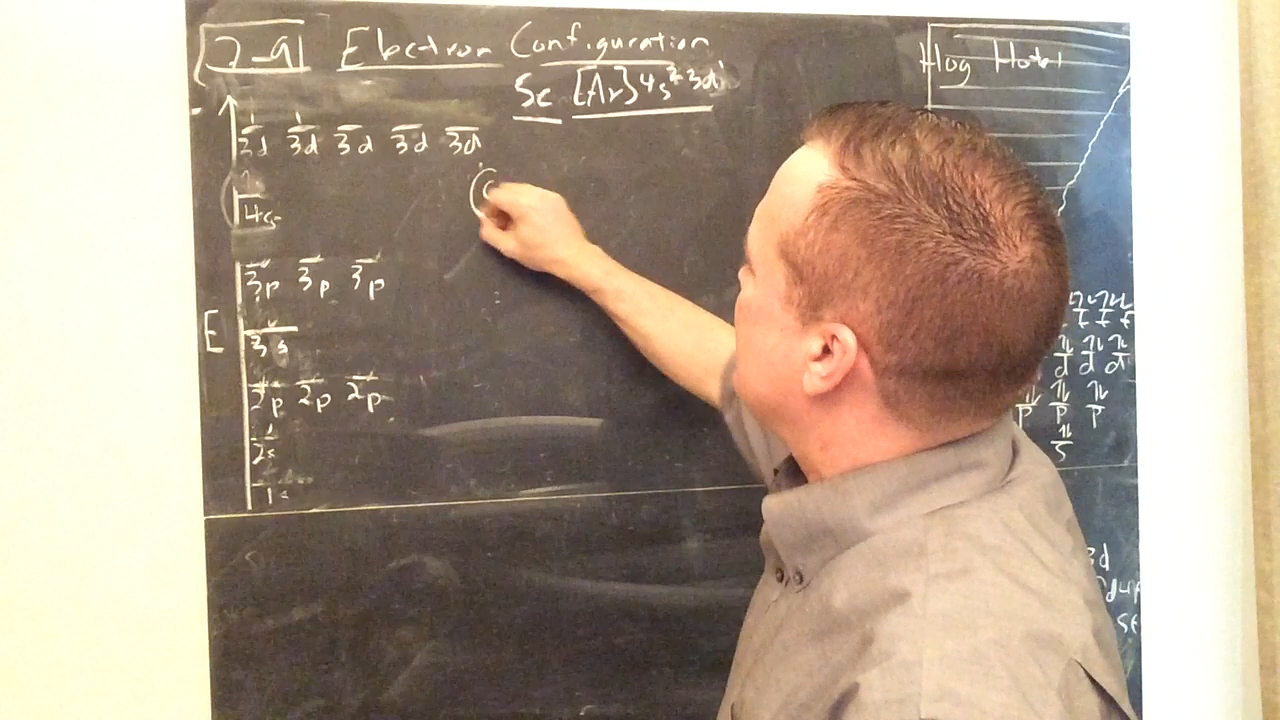 7-9 Electron Configuration
Sc [Ar] 4s² 3d¹
Hog Hotel
3d 3d 3d 3d 3d
4s
3p 3p 3p
E
3s
2p 2p 2p
2s
1s
f f f
d d d
p p p
s
3d